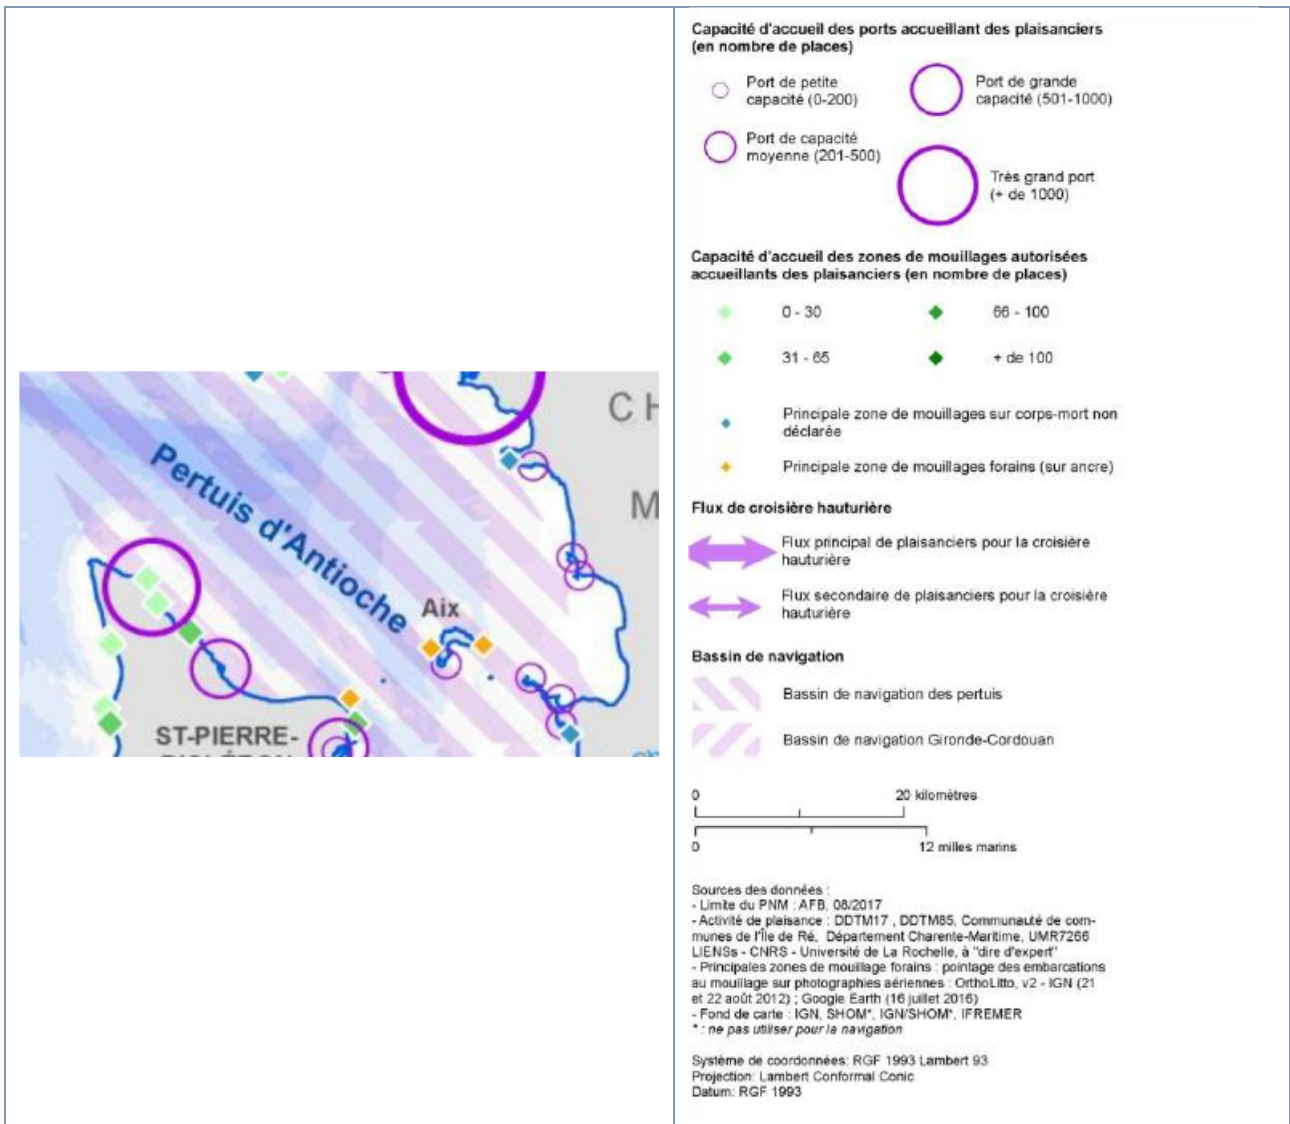 C H
M
Pertuis d'Antioche
Aix
ST-PIERRE-
Capacité d'accueil des ports accueillant des plaisanciers
(en nombre de places)
Port de petite
capacité (0-200)
Port de grande
capacité (501-1000)
Port de capacité
moyenne (201-500)
Très grand port
(+ de 1000)
Capacité d'accueil des zones de mouillages autorisées
accueillants des plaisanciers (en nombre de places)
0 - 30
66 - 100
31 - 65
+ de 100
Principale zone de mouillages sur corps-mort non
déclarée
Principale zone de mouillages forains (sur ancre)
Flux de croisière hauturière
Flux principal de plaisanciers pour la croisière
hauturière
Flux secondaire de plaisanciers pour la croisière
hauturière
Bassin de navigation
Bassin de navigation des pertuis
Bassin de navigation Gironde-Cordouan
0 20 kilomètres
0 12 milles marins
Sources des données :
- Limite du PNM : AFB, 08/2017
- Activité de plaisance : DDTM17 , DDTM85, Communauté de com-
munes de l'Île de Ré, Département Charente-Maritime, UMR7266
LIENSs - CNRS - Université de La Rochelle, à "dire d'expert"
- Principales zones de mouillage forains : pointage des embarcations
au mouillage sur photographies aériennes : OrthoLitto, v2 - IGN (21
et 22 août 2012) ; Google Earth (16 juillet 2016)
- Fond de carte : IGN, SHOM*, IGN/SHOM*, IFREMER
* : ne pas utiliser pour la navigation
Système de coordonnées: RGF 1993 Lambert 93
Projection: Lambert Conformal Conic
Datum: RGF 1993